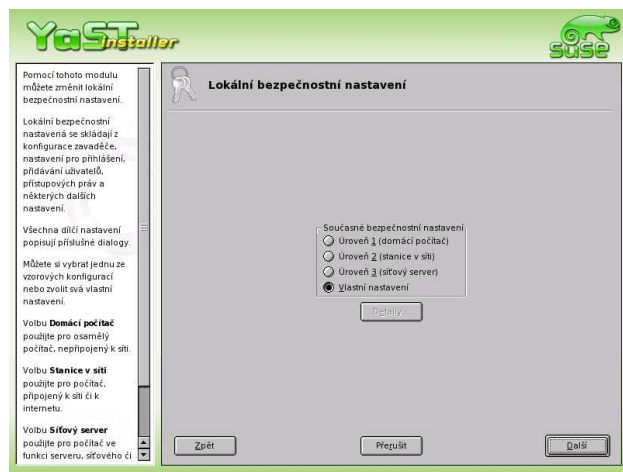 YaST
installer
SuSE
Pomocí tohoto modulu
můžete změnit lokální
bezpečnostní nastavení.
Lokální bezpečnostní
nastavená se skládají z
konfigurace zavaděče,
nastavení pro přihlášení,
přidávání uživatelů,
přístupových práv a
některých dalších
nastavení.
Všechna dílčí nastavení
popisují příslušné dialogy.
Můžete si vybrat jednu ze
vzorových konfigurací
nebo zvolit svá vlastní
nastavení.
Volbu Domácí počítač
použijte pro osamělý
počítač, nepřipojený k síti.
Volbu Stanice v síti
použijte pro počítač,
připojený k síti či k
internetu.
Volbu Síťový server
použijte pro počítač ve
funkci serveru, síťového či
Lokální bezpečnostní nastavení
Současné bezpečnostní nastavení
Úroveň 1 (domácí počítač)
Úroveň 2 (stanice v síti)
Úroveň 3 (síťový server)
Vlastní nastavení
Detaily...
Zpět
Přerušit
Další